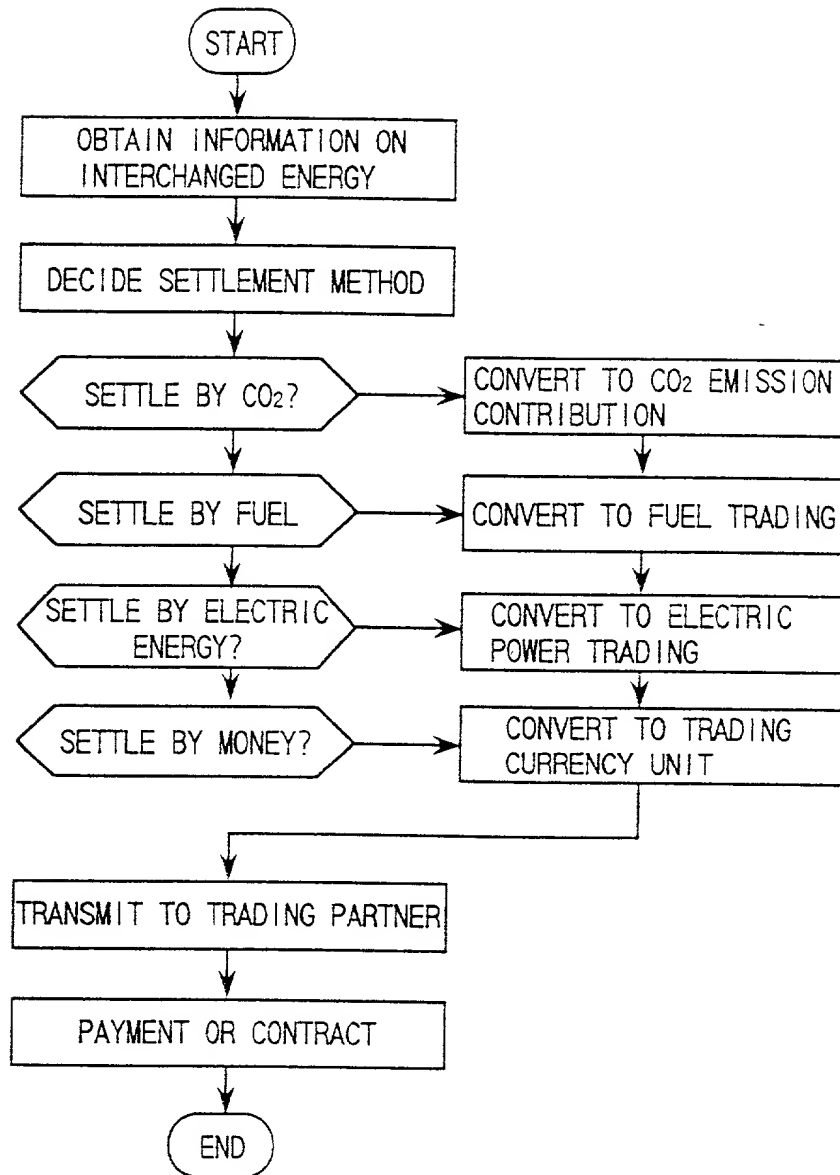 START
OBTAIN INFORMATION ON
INTERCHANGED ENERGY
DECIDE SETTLEMENT METHOD
SETTLE BY CO₂?
CONVERT TO CO₂ EMISSION
CONTRIBUTION
SETTLE BY FUEL
CONVERT TO FUEL TRADING
SETTLE BY ELECTRIC
ENERGY?
CONVERT TO ELECTRIC
POWER TRADING
SETTLE BY MONEY?
CONVERT TO TRADING
CURRENCY UNIT
TRANSMIT TO TRADING PARTNER
PAYMENT OR CONTRACT
END